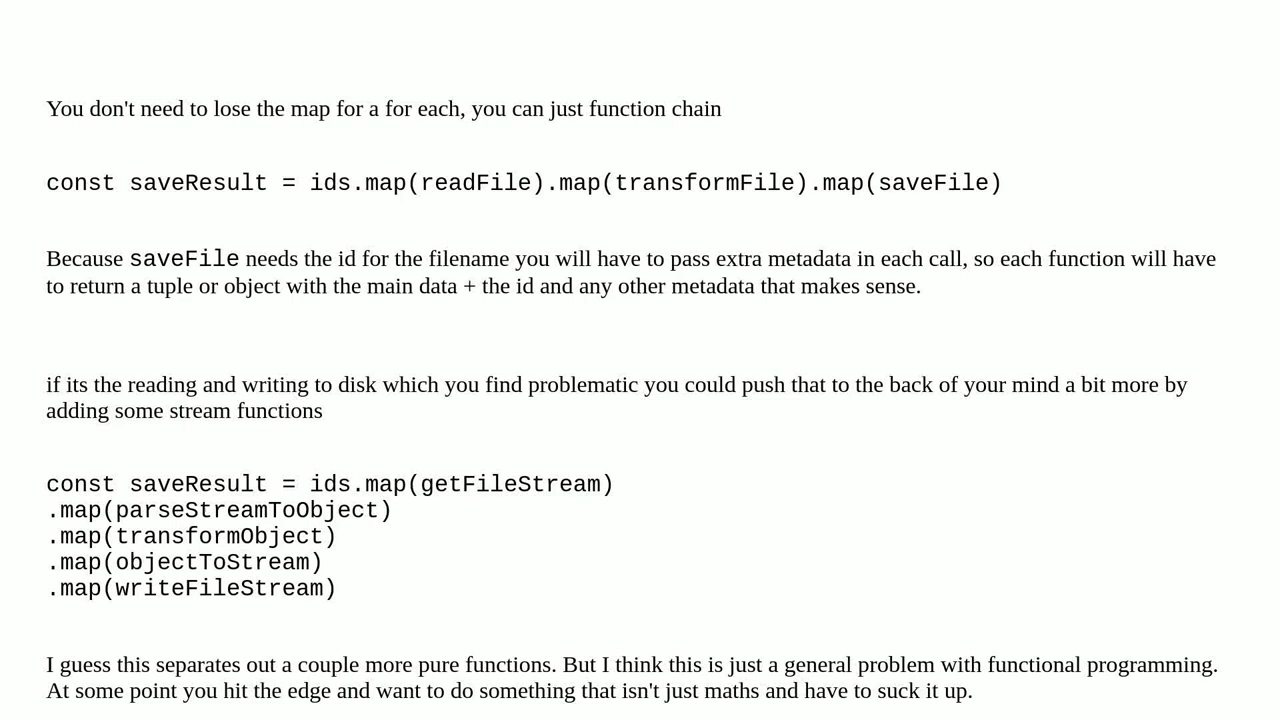 You don't need to lose the map for a for each, you can just function chain
const saveResult = ids.map(readFile).map(transformFile).map(saveFile)
Because saveFile needs the id for the filename you will have to pass extra metadata in each call, so each function will have
to return a tuple or object with the main data + the id and any other metadata that makes sense.
if its the reading and writing to disk which you find problematic you could push that to the back of your mind a bit more by
adding some stream functions
const saveResult = ids.map(getFileStream)
.map(parseStreamToObject)
.map(transformObject)
.map(objectToStream)
.map(writeFileStream)
I guess this separates out a couple more pure functions. But I think this is just a general problem with functional programming.
At some point you hit the edge and want to do something that isn't just maths and have to suck it up.